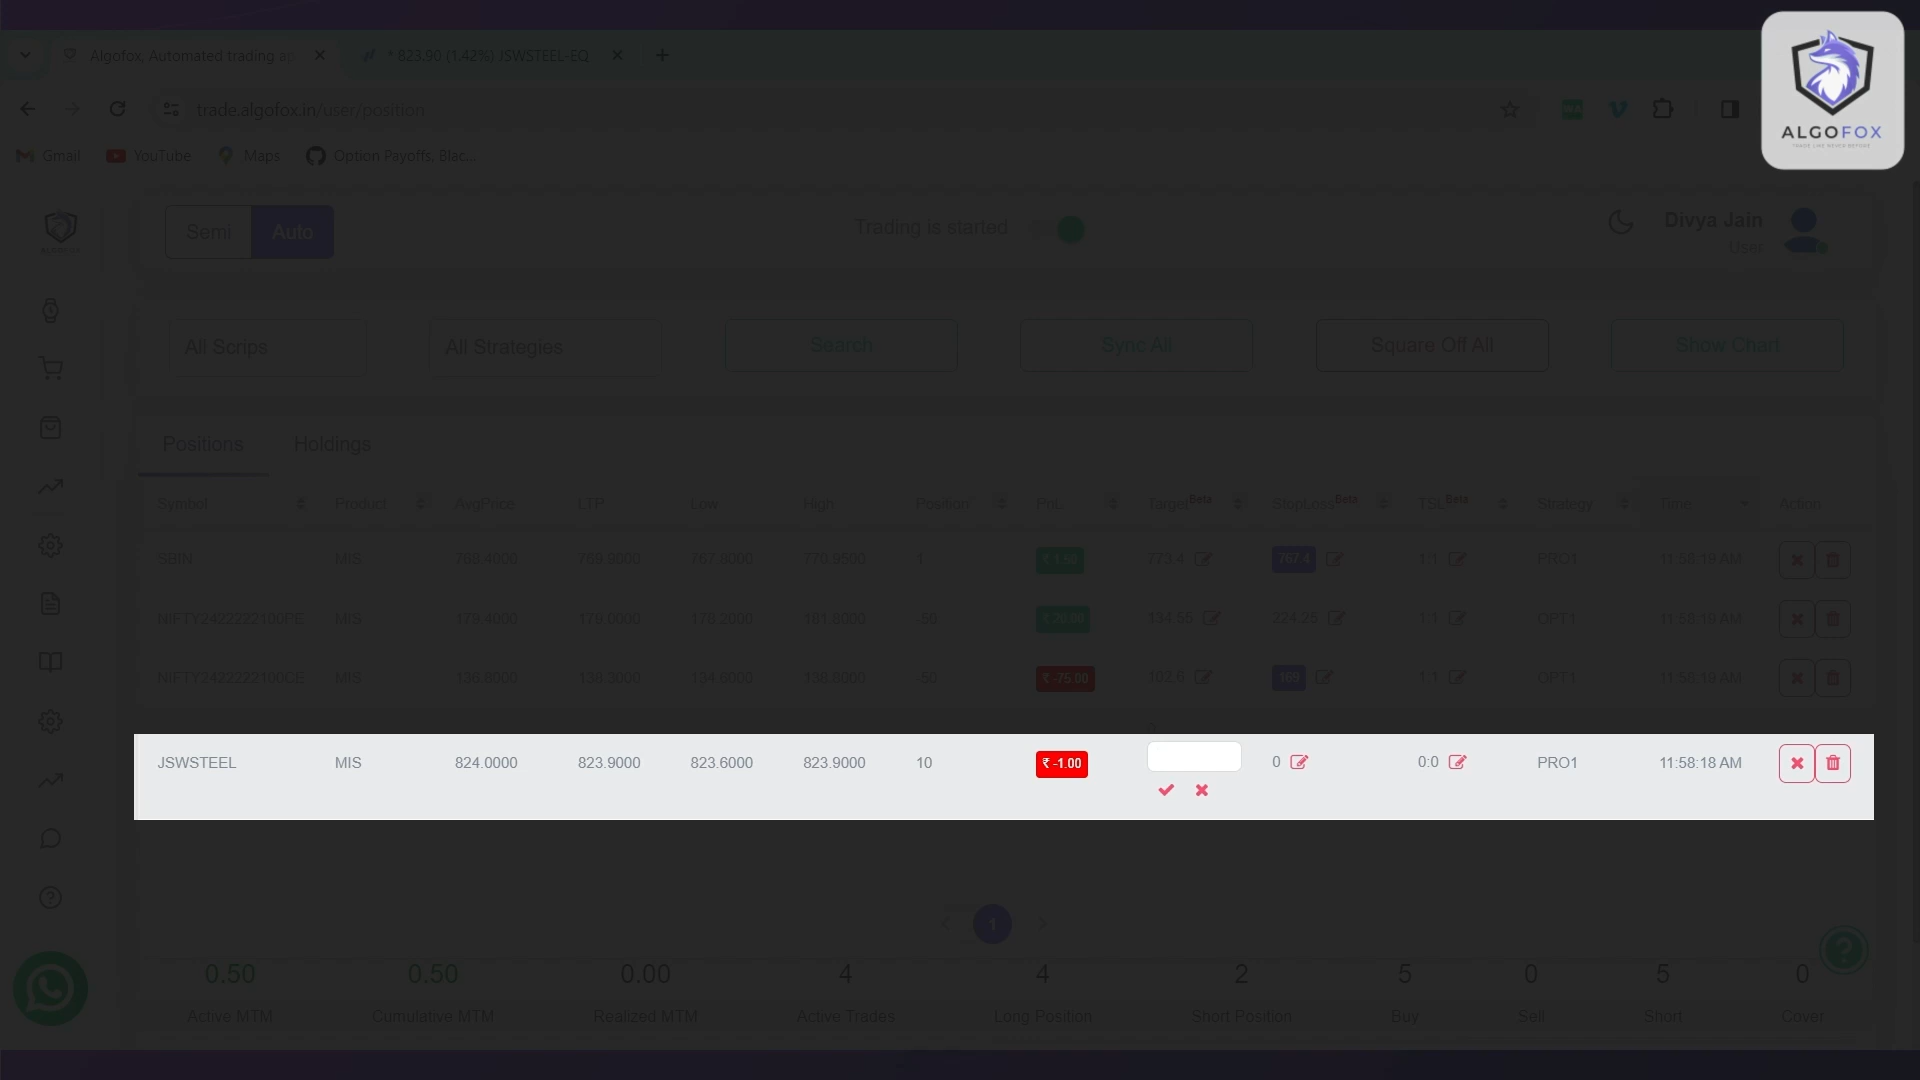 Algofox, Automated trading ap
* 823.90 (1.42%) JSWSTEEL-EQ
trade.algofox.in/user/position
Gmail
YouTube
Maps
Option Payoffs, Blac...
ALGOFOX
TRADE LIKE NEVER BEFORE
Semi
Auto
Trading is started
Divya Jain
User
All Scrips
All Strategies
Search
Sync All
Square Off All
Show Chart
Positions
Holdings
Symbol Product AvgPrice LTP Low High Position PnL Target Beta StopLoss Beta TSL Beta Strategy Time Action
SBIN MIS 768.4000 769.9000 767.8000 770.9500 1 ₹ 1.50 773.4 767.4 1:1 PRO1 11:58:19 AM
NIFTY2422222100PE MIS 179.4000 179.0000 178.2000 181.8000 -50 ₹ 20.00 134.55 224.25 1:1 OPT1 11:58:19 AM
NIFTY2422222100CE MIS 136.8000 138.3000 134.6000 138.8000 -50 ₹ -75.00 102.6 169 1:1 OPT1 11:58:19 AM
JSWSTEEL MIS 824.0000 823.9000 823.6000 823.9000 10 ₹ -1.00 0 0:0 PRO1 11:58:18 AM
1
0.50 0.50 0.00 4 4 2 5 0 5 0
Active MTM Cumulative MTM Realized MTM Active Trades Long Position Short Position Buy Sell Short Cover